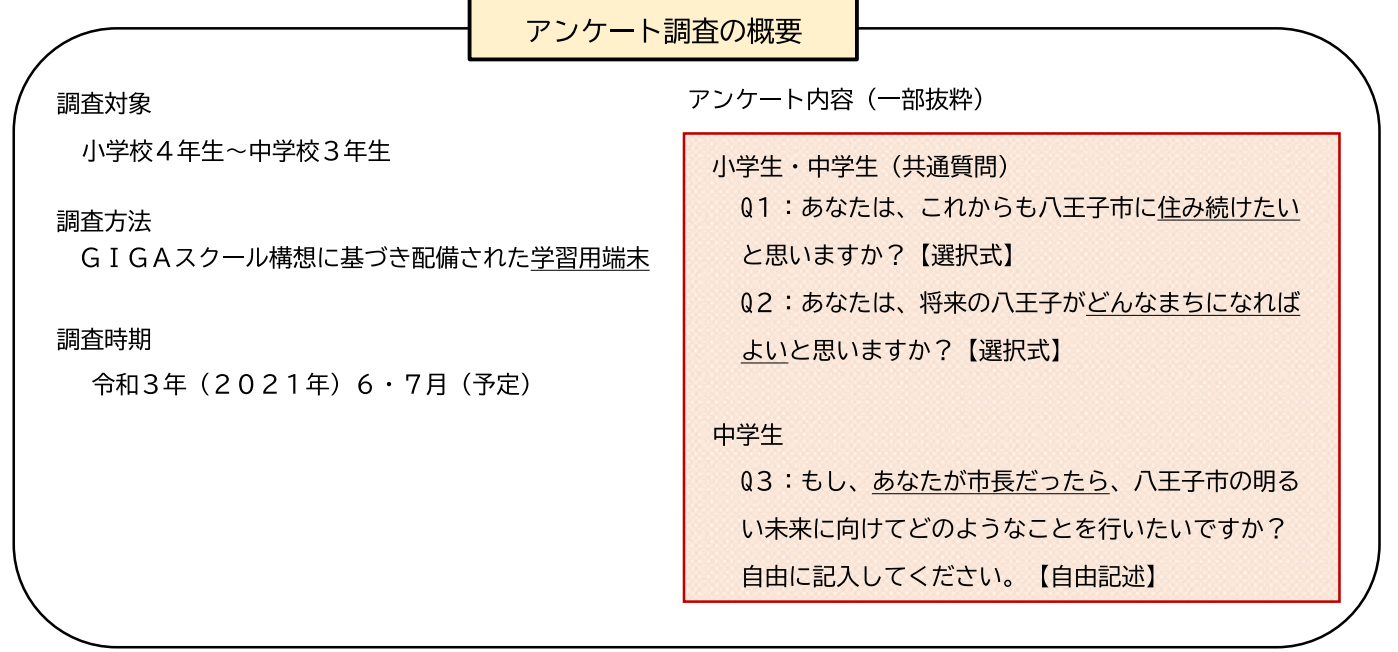 アンケート調査の概要
調査対象
小学校４年生～中学校３年生
調査方法
ＧＩＧＡスクール構想に基づき配備された学習用端末
調査時期
令和３年（２０２１年）６・７月（予定）
アンケート内容（一部抜粋）
小学生・中学生（共通質問）
Q１：あなたは、これからも八王子市に住み続けたい
と思いますか？【選択式】
Q２：あなたは、将来の八王子がどんなまちになれば
よいと思いますか？【選択式】
中学生
Q３：もし、あなたが市長だったら、八王子市の明る
い未来に向けてどのようなことを行いたいですか？
自由に記入してください。【自由記述】